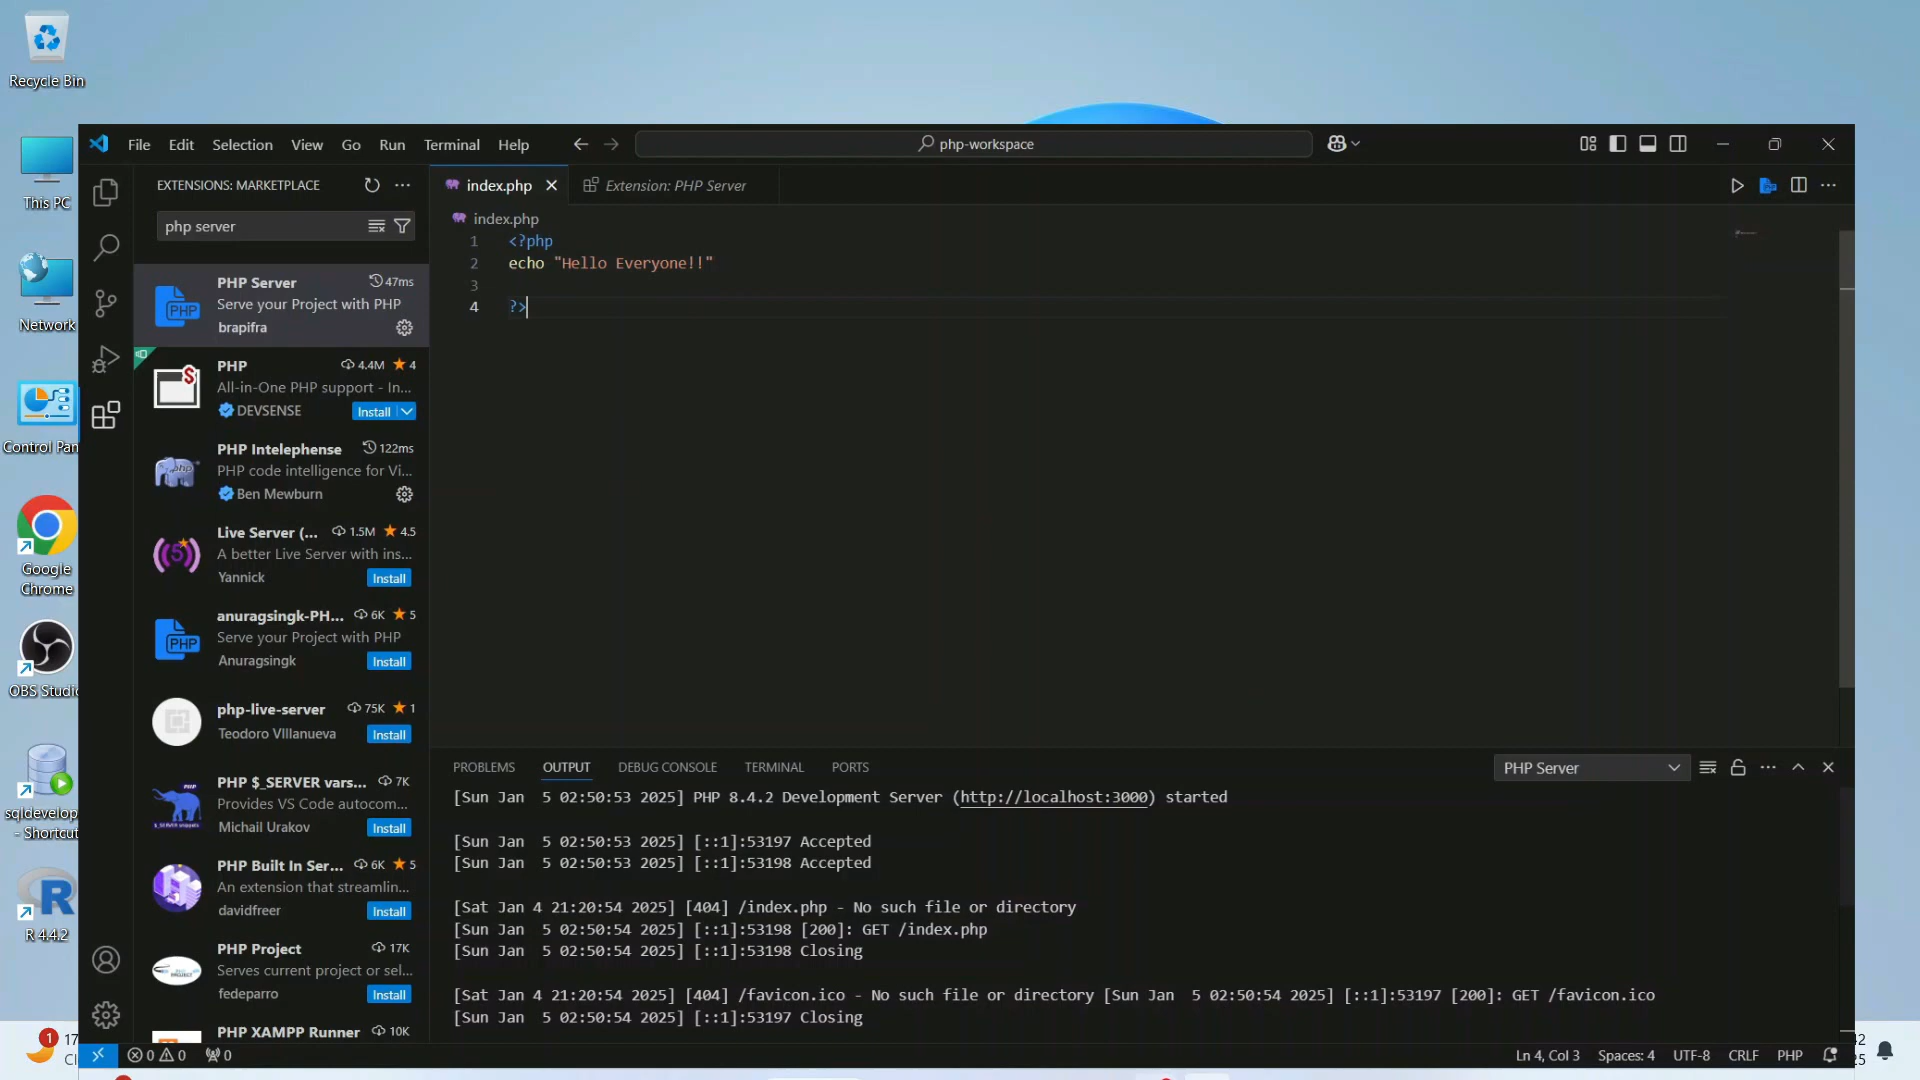 Recycle Bin
This PC
Network
Control Pan
Google
Chrome
OBS Studio
sqldevelop
- Shortcut
R 4.4.2
File Edit Selection View Go Run Terminal Help
php-workspace
EXTENSIONS: MARKETPLACE
php server
PHP Server 47ms
Serve your Project with PHP
brapifra
PHP 4.4M 4
All-in-One PHP support - In...
DEVSENSE Install
PHP Intelephense 122ms
PHP code intelligence for Vi...
Ben Mewburn
Live Server (... 1.5M 4.5
A better Live Server with ins...
Yannick Install
anuragsingk-PH... 6K 5
Serve your Project with PHP
Anuragsingk Install
php-live-server 75K 1
Teodoro VIllanueva Install
PHP $_SERVER vars... 7K
Provides VS Code autocom...
Michail Urakov Install
PHP Built In Ser... 6K 5
An extension that streamlin...
davidfreer Install
PHP Project 17K
Serves current project or sel...
fedeparro Install
PHP XAMPP Runner 10K
index.php Extension: PHP Server
index.php
1 <?php
2 echo "Hello Everyone!!"
3
4 ?>
PROBLEMS OUTPUT DEBUG CONSOLE TERMINAL PORTS PHP Server
[Sun Jan  5 02:50:53 2025] PHP 8.4.2 Development Server (http://localhost:3000) started
[Sun Jan  5 02:50:53 2025] [::1]:53197 Accepted
[Sun Jan  5 02:50:53 2025] [::1]:53198 Accepted
[Sat Jan 4 21:20:54 2025] [404] /index.php - No such file or directory
[Sun Jan  5 02:50:54 2025] [::1]:53198 [200]: GET /index.php
[Sun Jan  5 02:50:54 2025] [::1]:53198 Closing
[Sat Jan 4 21:20:54 2025] [404] /favicon.ico - No such file or directory [Sun Jan  5 02:50:54 2025] [::1]:53197 [200]: GET /favicon.ico
[Sun Jan  5 02:50:54 2025] [::1]:53197 Closing
0 0 0
Ln 4, Col 3 Spaces: 4 UTF-8 CRLF PHP
1 17